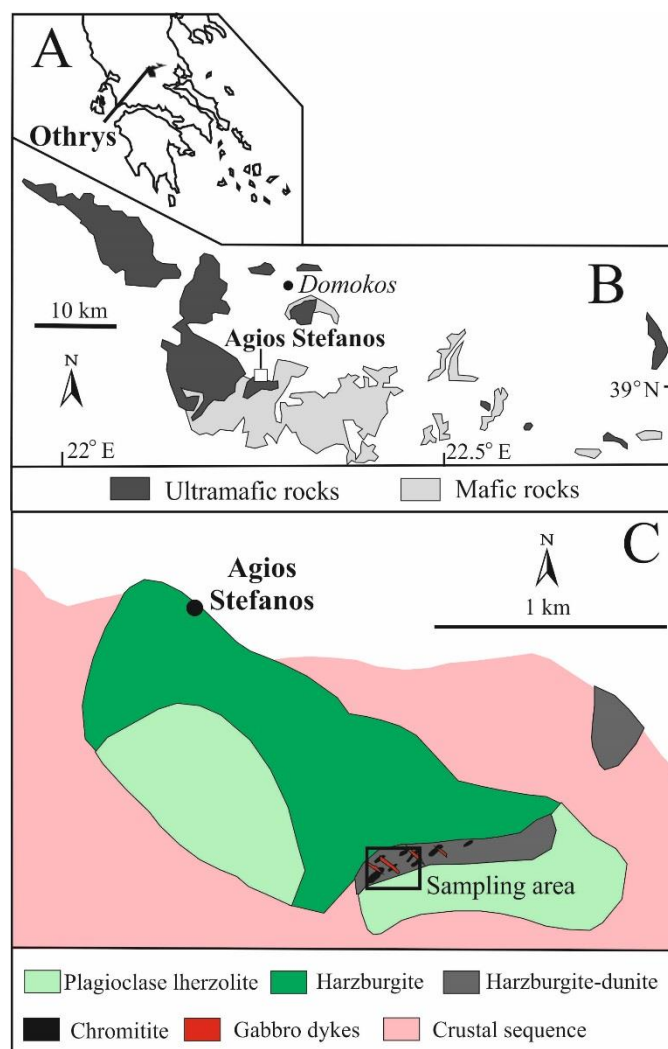 A
Othrys
B
Domokos
10 km
Agios Stefanos
N
39°N
22° E
22.5° E
Ultramafic rocks
Mafic rocks
C
N
Agios
Stefanos
1 km
Sampling area
Plagioclase lherzolite
Harzburgite
Harzburgite-dunite
Chromitite
Gabbro dykes
Crustal sequence